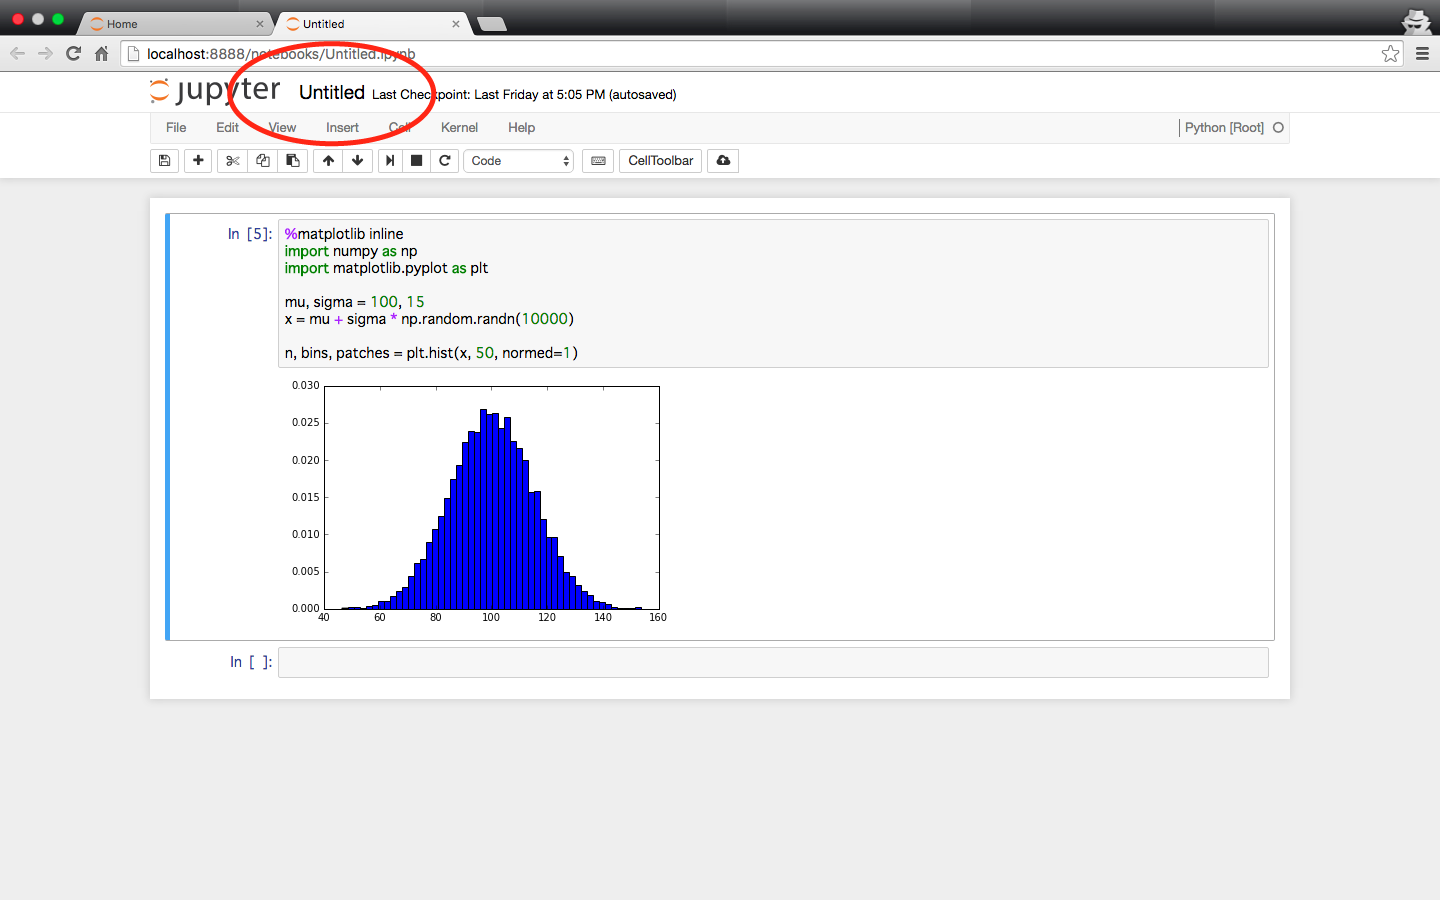 Home
Untitled
localhost:8888/notebooks/Untitled.ipynb
jupyter Untitled Last Checkpoint: Last Friday at 5:05 PM (autosaved)
File Edit View Insert Cell Kernel Help Python [Root]
Code CellToolbar
In [5]:
%matplotlib inline
import numpy as np
import matplotlib.pyplot as plt
mu, sigma = 100, 15
x = mu + sigma * np.random.randn(10000)
n, bins, patches = plt.hist(x, 50, normed=1)
0.030
0.025
0.020
0.015
0.010
0.005
0.000
40 60 80 100 120 140 160
In [ ]: